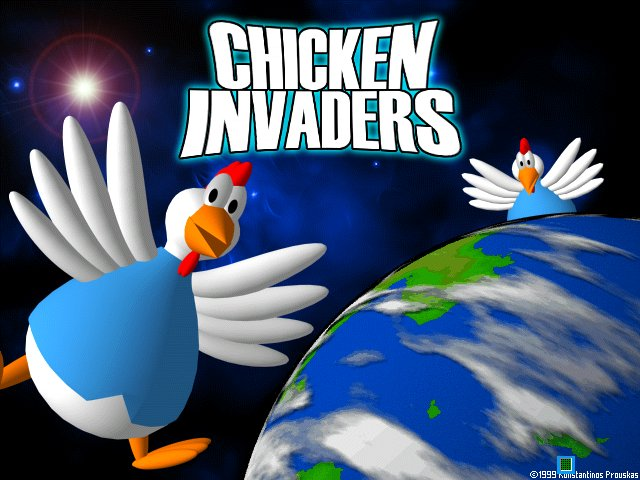 CHICKEN
INVADERS
©1999 Konstantinos Prouskas